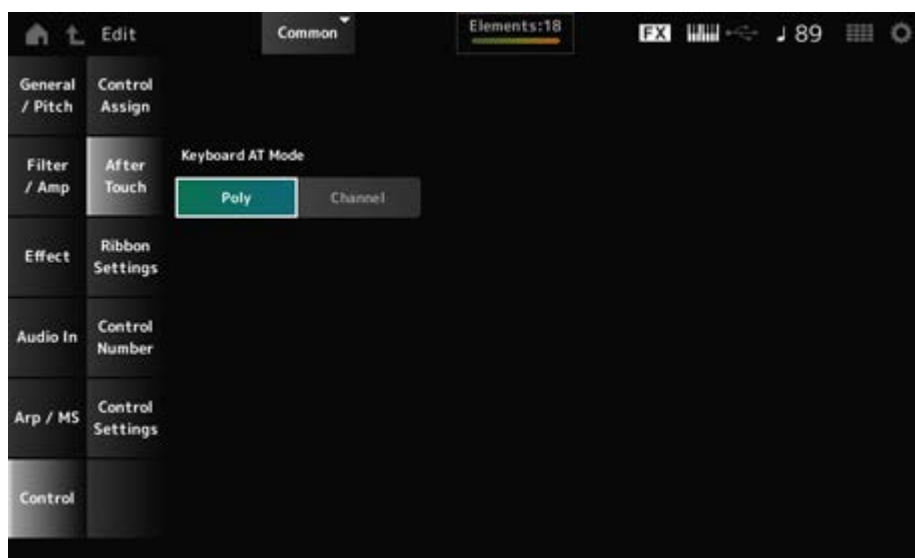 Edit
Common
Elements:18
FX
89
General
/ Pitch
Control
Assign
Filter
/ Amp
After
Touch
Keyboard AT Mode
Poly
Channel
Effect
Ribbon
Settings
Audio In
Control
Number
Arp / MS
Control
Settings
Control